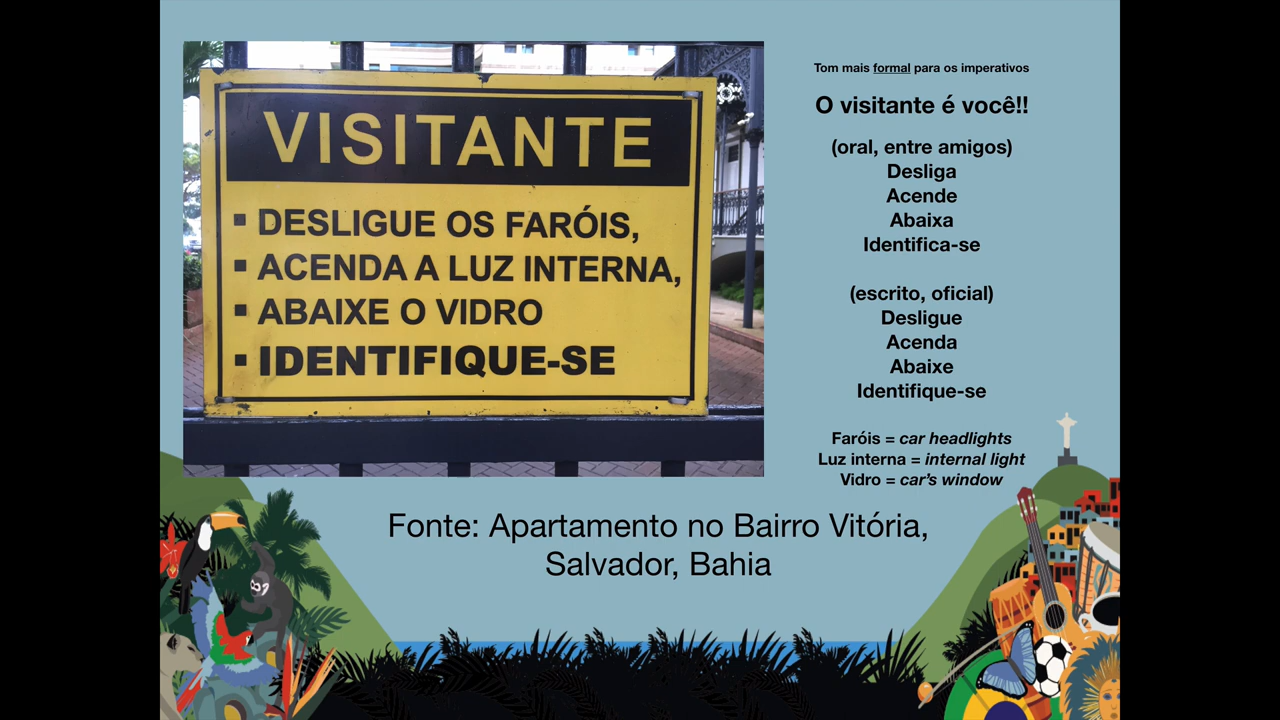 VISITANTE
DESLIGUE OS FARÓIS,
ACENDA A LUZ INTERNA,
ABAIXE O VIDRO
IDENTIFIQUE-SE
Tom mais formal para os imperativos
O visitante é você!!
(oral, entre amigos)
Desliga
Acende
Abaixa
Identifica-se
(escrito, oficial)
Desligue
Acenda
Abaixe
Identifique-se
Faróis = car headlights
Luz interna = internal light
Vidro = car’s window
Fonte: Apartamento no Bairro Vitória,
Salvador, Bahia